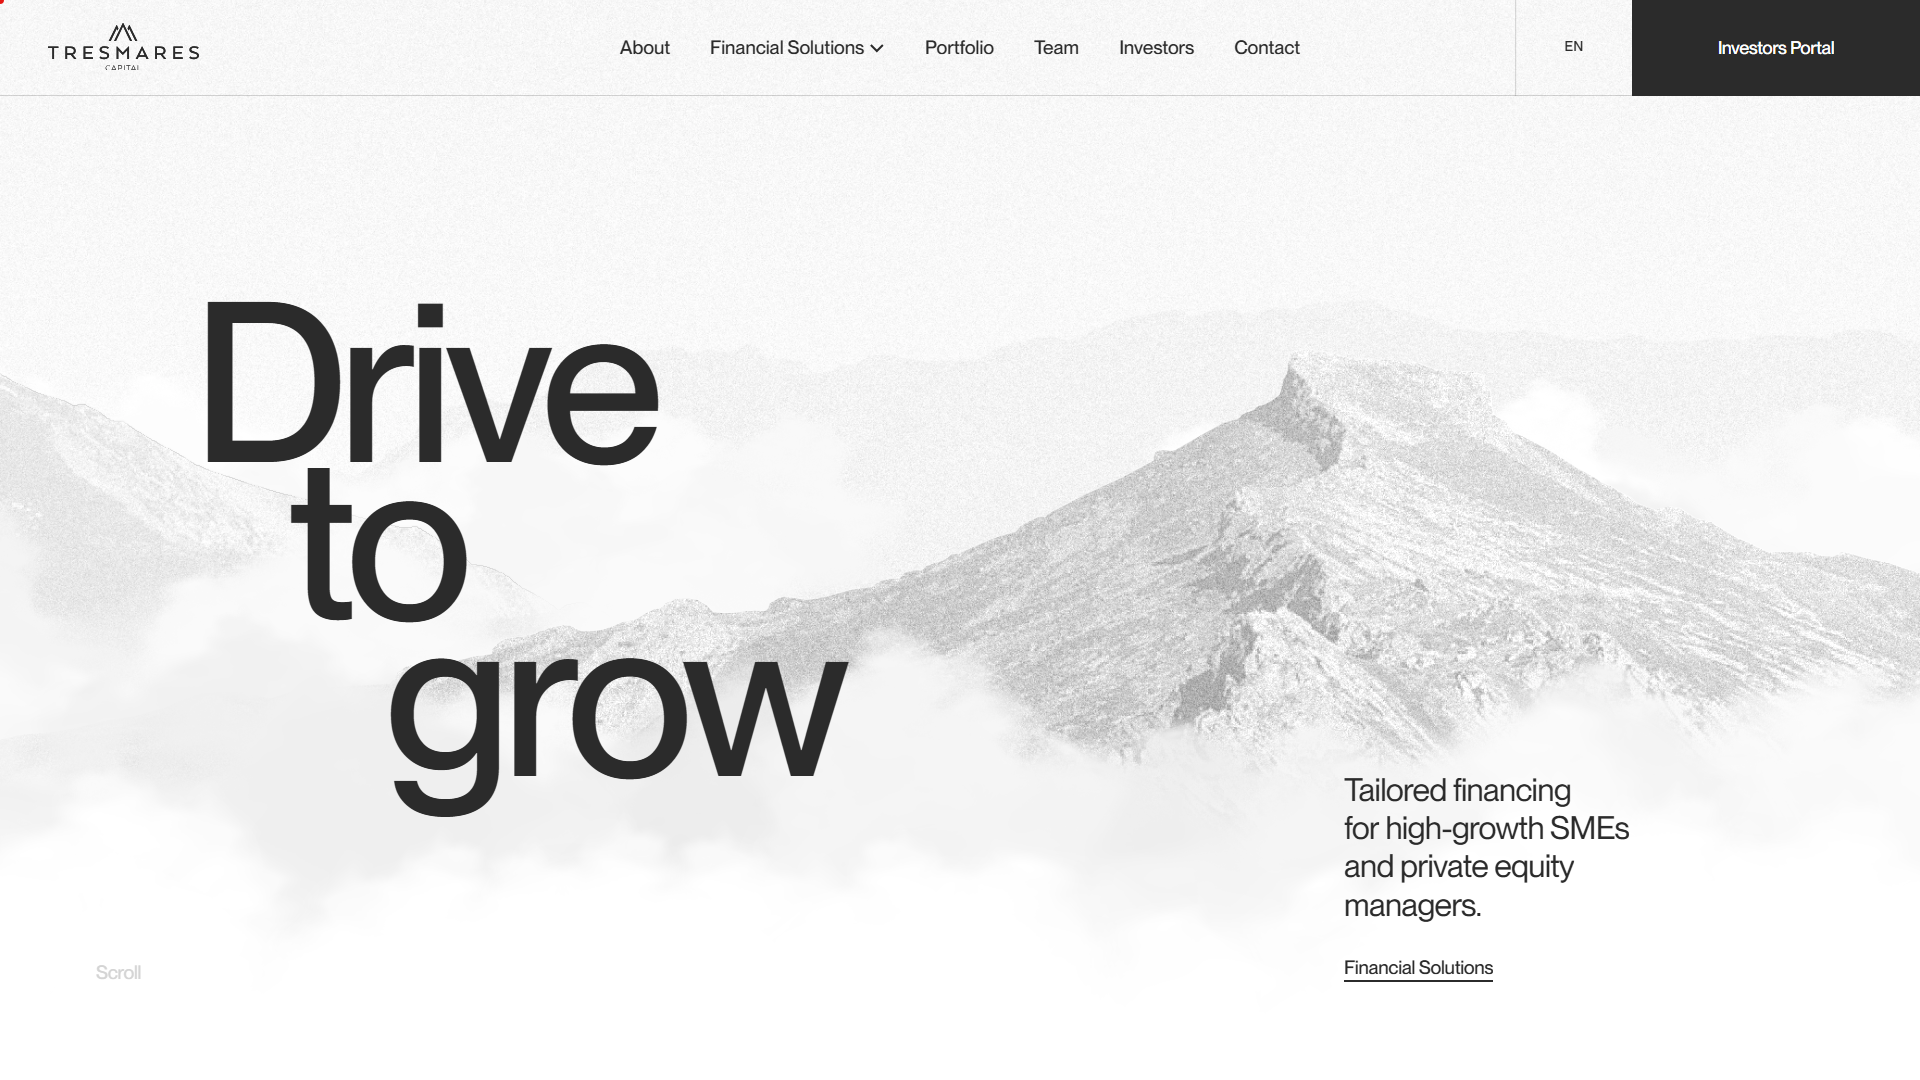 TRESMARES
CAPITAL
About
Financial Solutions
Portfolio
Team
Investors
Contact
EN
Investors Portal
Drive
to
grow
Tailored financing
for high-growth SMEs
and private equity
managers.
Scroll
Financial Solutions